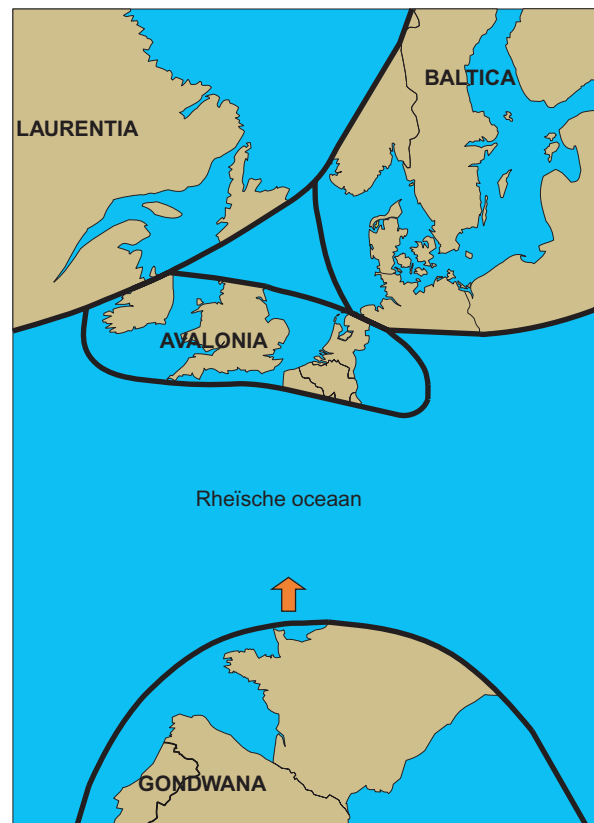 BALTICA
LAURENTIA
AVALONIA
Rheïsche oceaan
GONDWANA